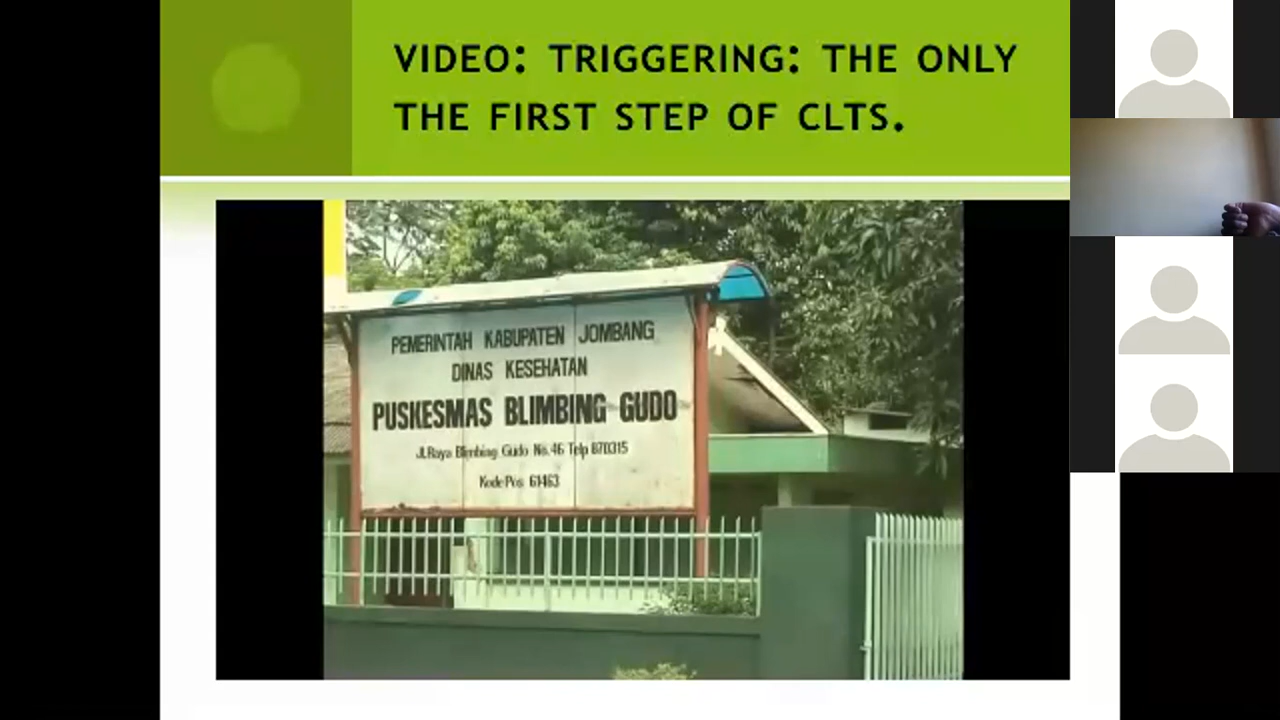 VIDEO: TRIGGERING: THE ONLY
THE FIRST STEP OF CLTS.
PEMERINTAH KABUPATEN JOMBANG
DINAS KESEHATAN
PUSKESMAS BLIMBING GUDO
Jl.Raya Blimbing Gudo No.46 Telp 870315
Kode Pos 61463